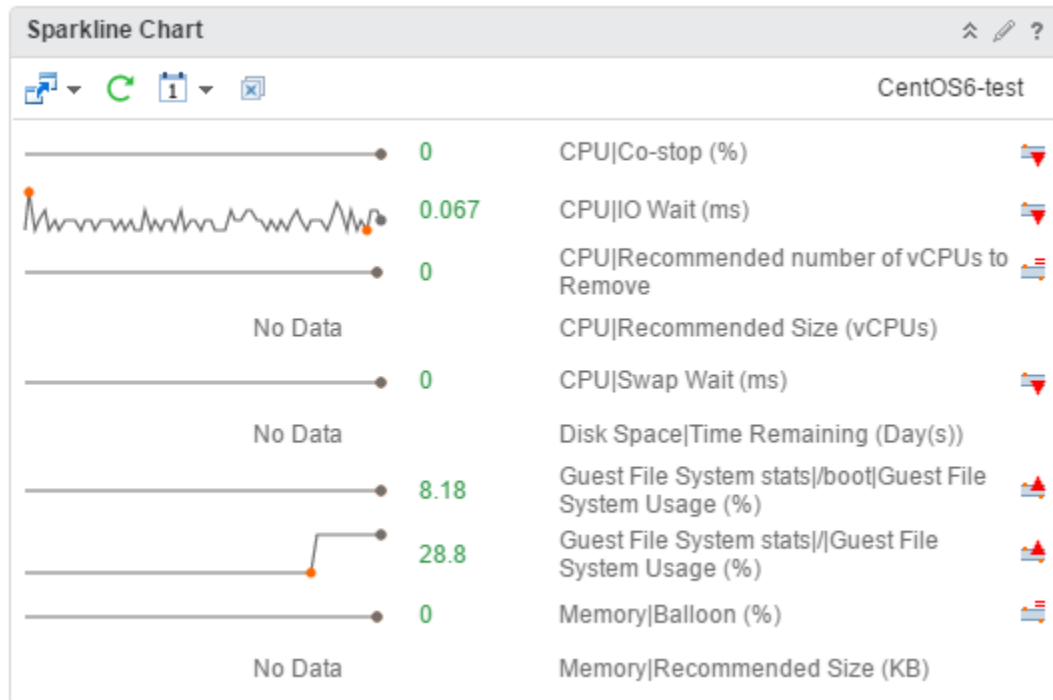 Sparkline Chart ?
1 CentOS6-test
0 CPU|Co-stop (%)
0.067 CPU|IO Wait (ms)
0 CPU|Recommended number of vCPUs to
Remove
No Data CPU|Recommended Size (vCPUs)
0 CPU|Swap Wait (ms)
No Data Disk Space|Time Remaining (Day(s))
8.18 Guest File System stats|/boot|Guest File
System Usage (%)
28.8 Guest File System stats|/|Guest File
System Usage (%)
0 Memory|Balloon (%)
No Data Memory|Recommended Size (KB)